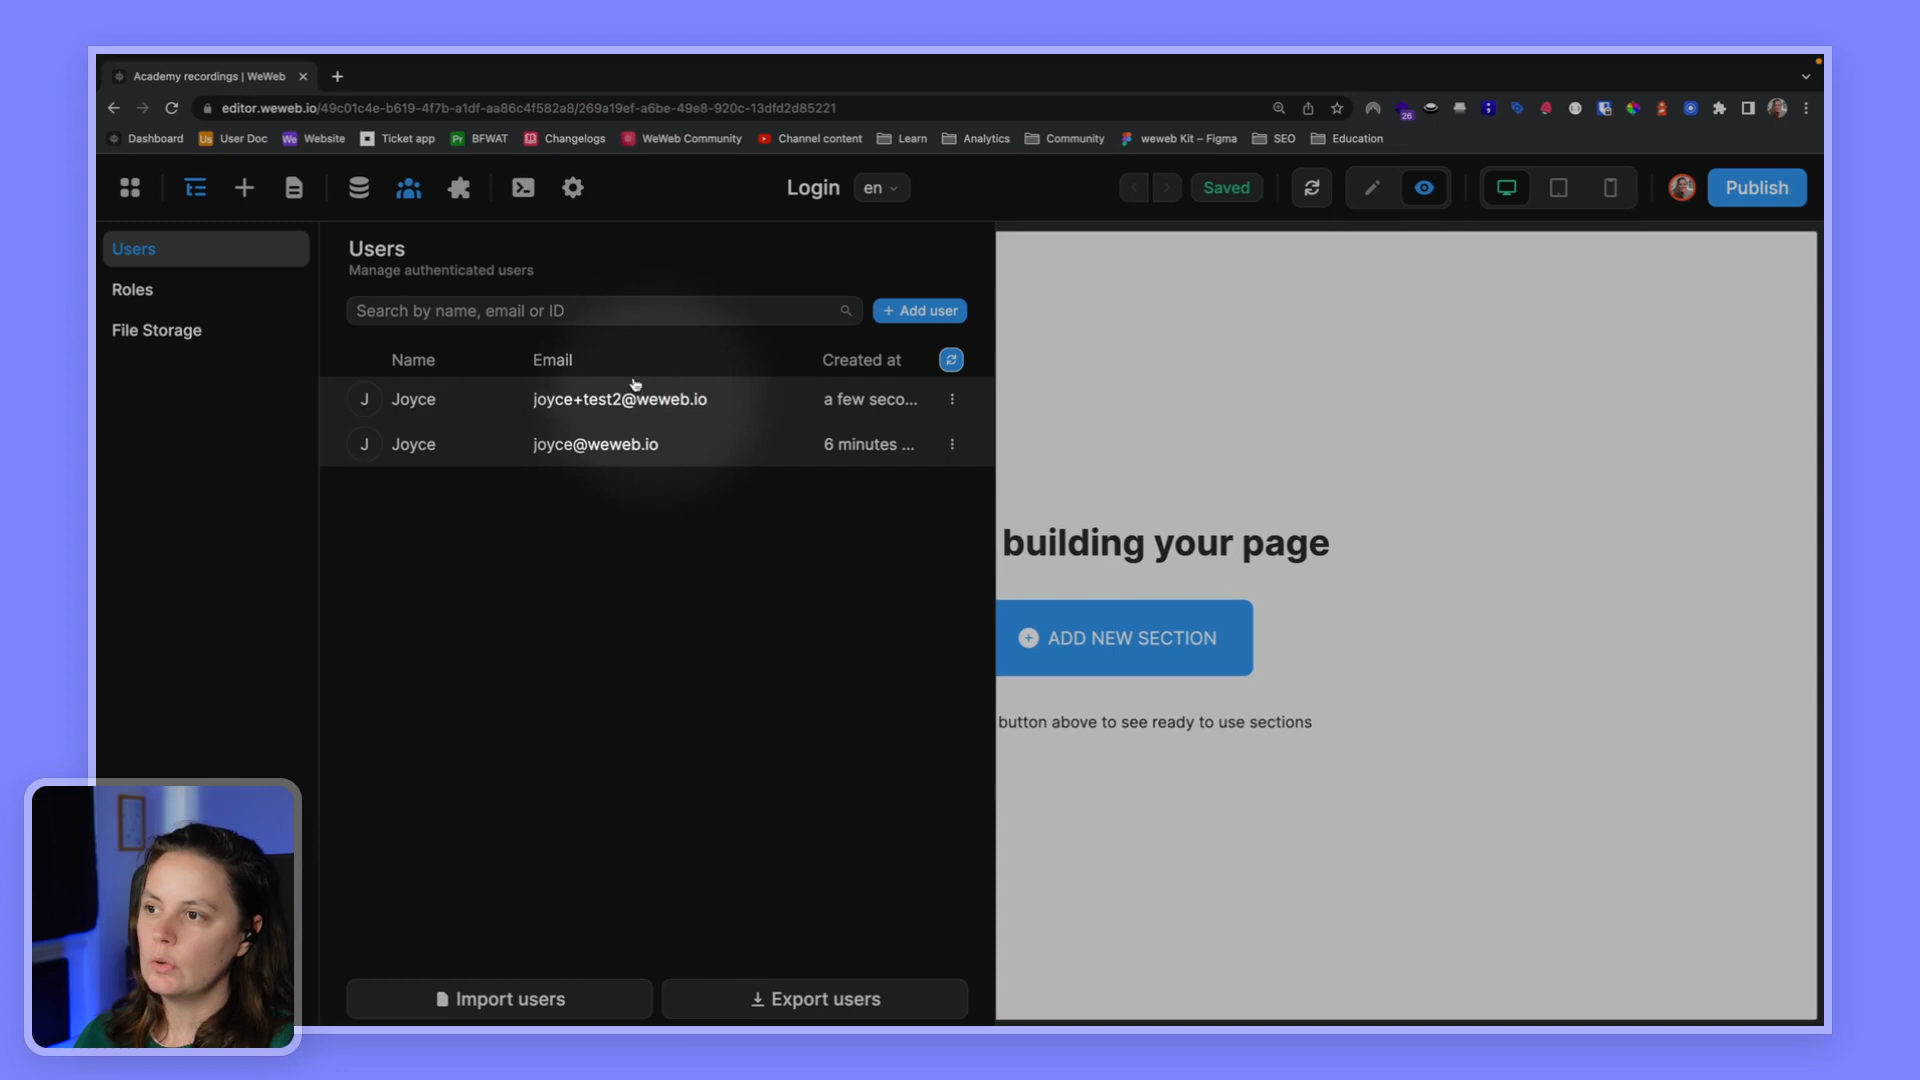 Academy recordings | WeWeb
editor.weweb.io/49c01c4e-b619-4f7b-a1df-aa86c4f582a8/269a19ef-a6be-49e8-920c-13dfd2d85221
26
Dashboard
Us User Doc
We Website
Ticket app
Pr BFWAT
Changelogs
WeWeb Community
Channel content
Learn
Analytics
Community
weweb Kit – Figma
SEO
Education
Login
en
Saved
Publish
Users
Roles
File Storage
Users
Manage authenticated users
Search by name, email or ID
+ Add user
Name Email Created at
J Joyce joyce+test2@weweb.io a few seco...
J Joyce joyce@weweb.io 6 minutes ...
building your page
ADD NEW SECTION
button above to see ready to use sections
Import users
Export users